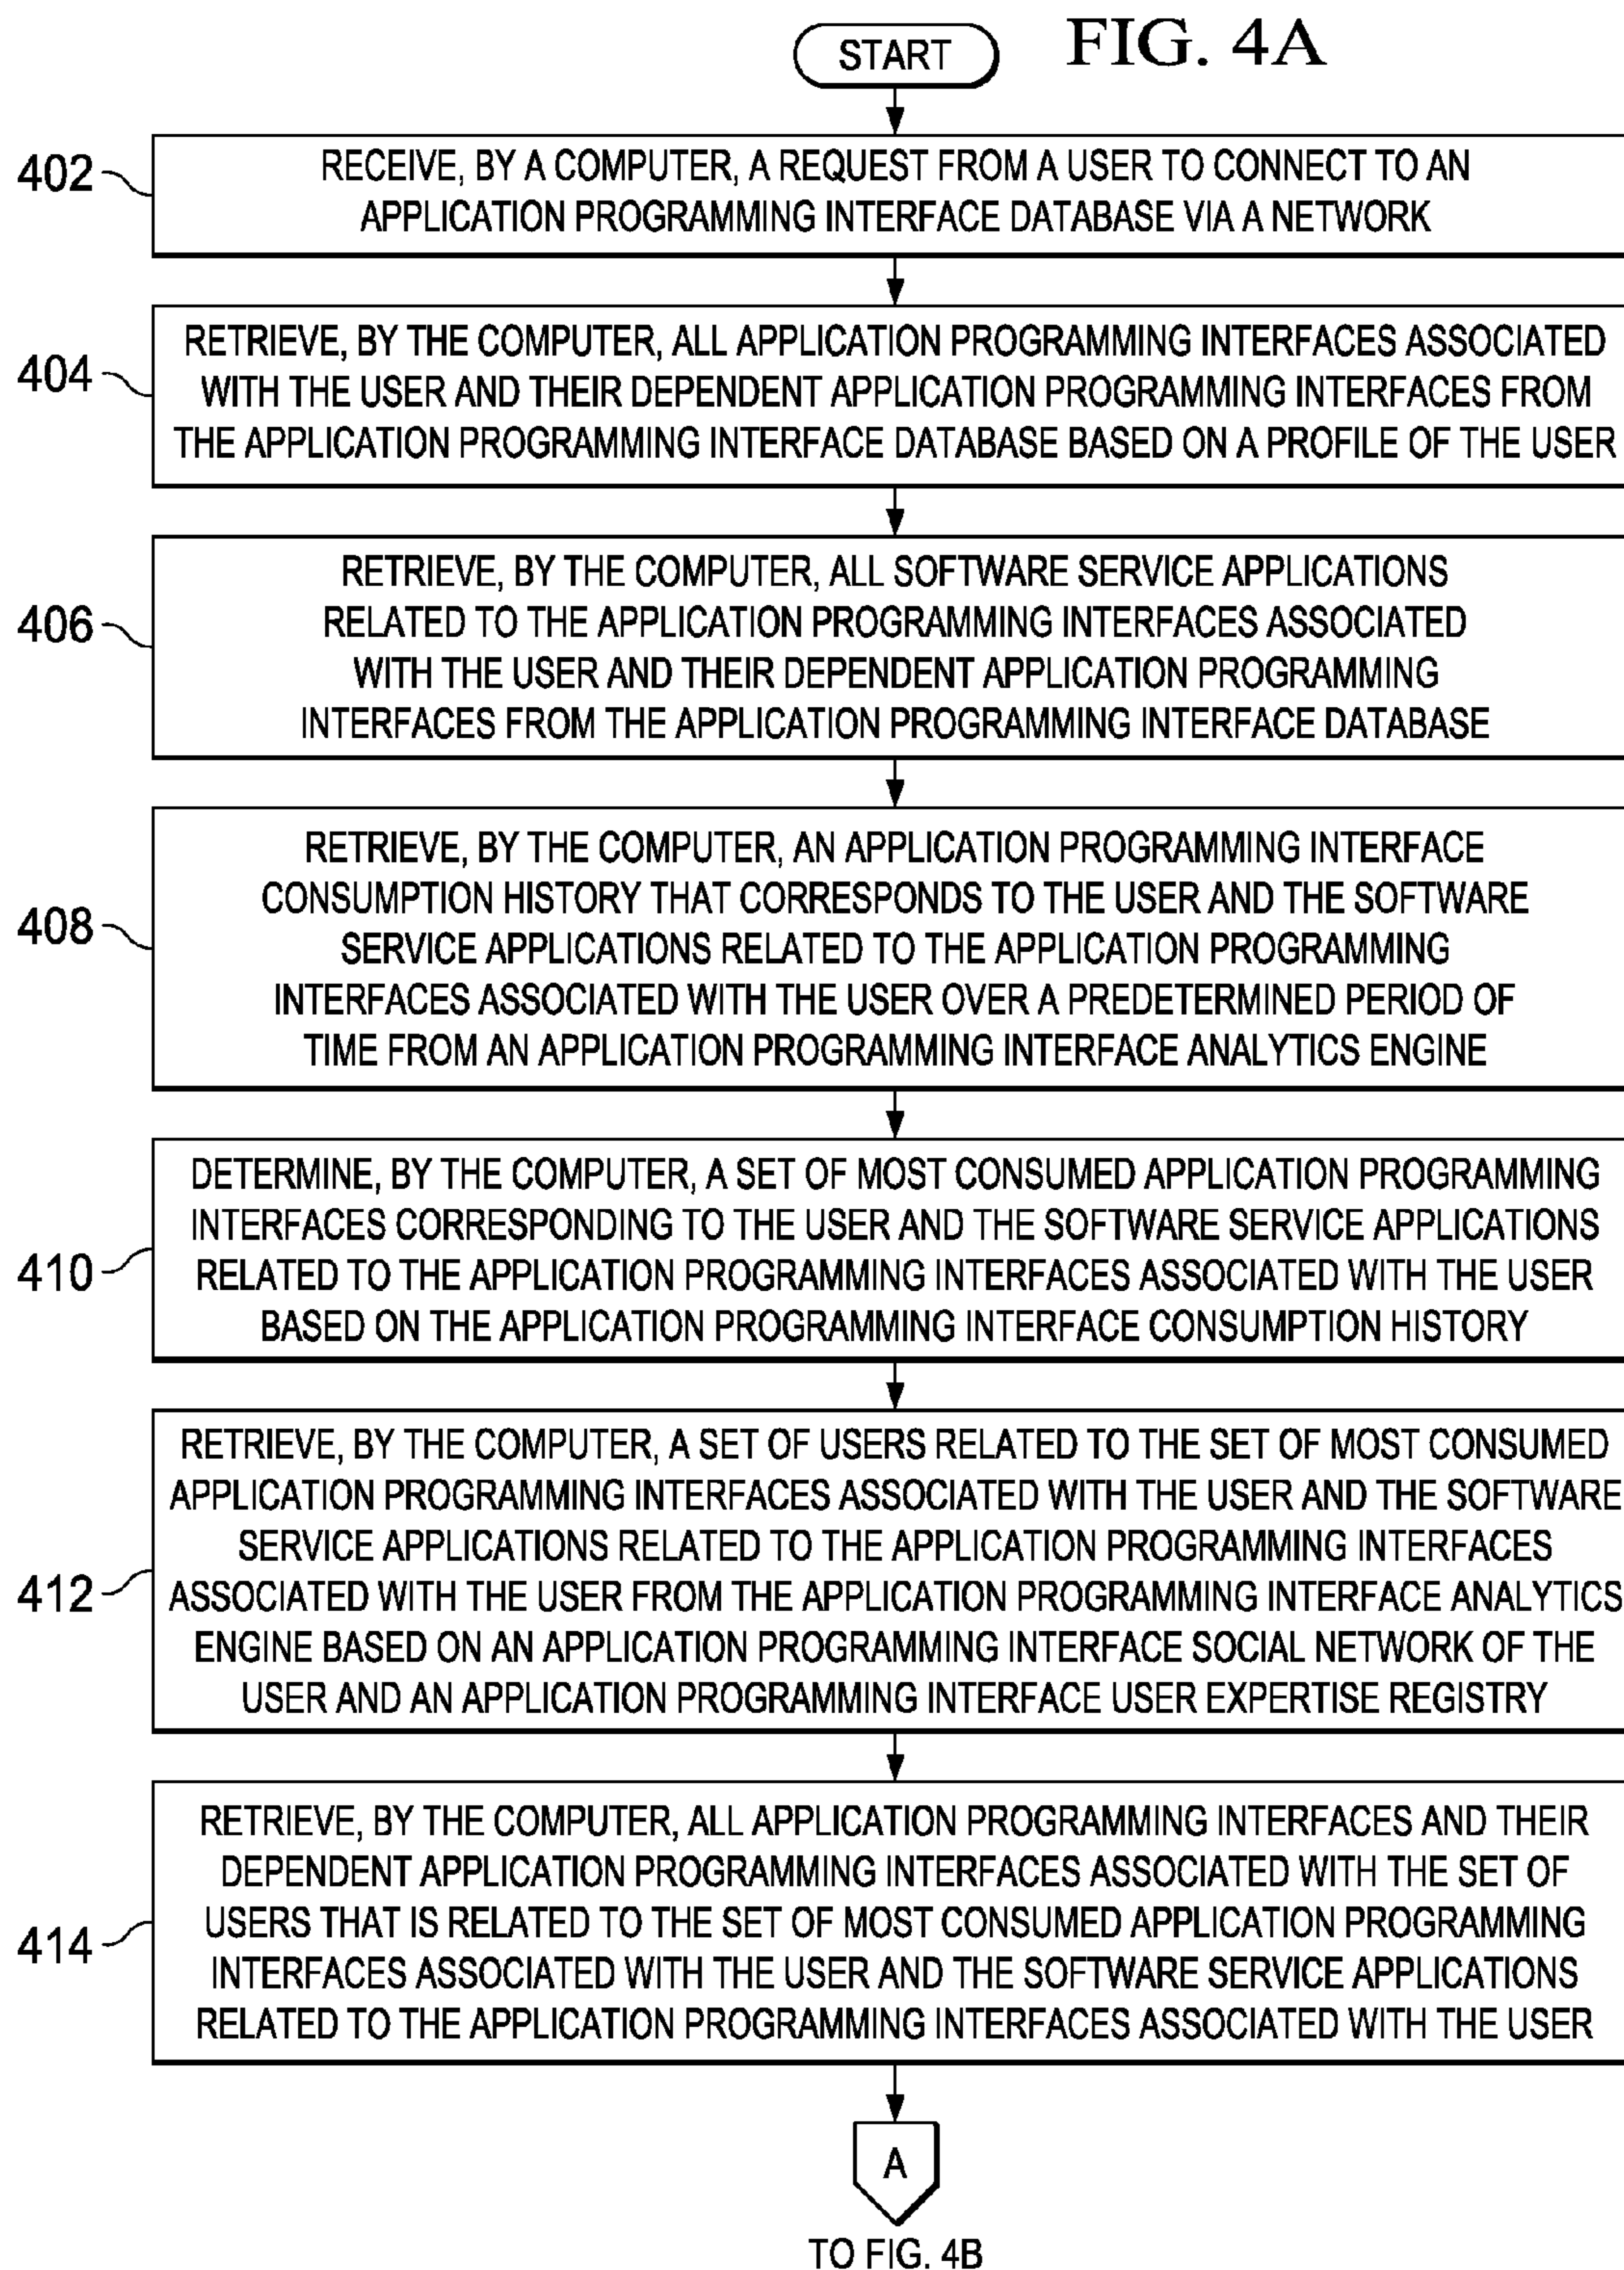 START
FIG. 4A
402
RECEIVE, BY A COMPUTER, A REQUEST FROM A USER TO CONNECT TO AN
APPLICATION PROGRAMMING INTERFACE DATABASE VIA A NETWORK
404
RETRIEVE, BY THE COMPUTER, ALL APPLICATION PROGRAMMING INTERFACES ASSOCIATED
WITH THE USER AND THEIR DEPENDENT APPLICATION PROGRAMMING INTERFACES FROM
THE APPLICATION PROGRAMMING INTERFACE DATABASE BASED ON A PROFILE OF THE USER
406
RETRIEVE, BY THE COMPUTER, ALL SOFTWARE SERVICE APPLICATIONS
RELATED TO THE APPLICATION PROGRAMMING INTERFACES ASSOCIATED
WITH THE USER AND THEIR DEPENDENT APPLICATION PROGRAMMING
INTERFACES FROM THE APPLICATION PROGRAMMING INTERFACE DATABASE
408
RETRIEVE, BY THE COMPUTER, AN APPLICATION PROGRAMMING INTERFACE
CONSUMPTION HISTORY THAT CORRESPONDS TO THE USER AND THE SOFTWARE
SERVICE APPLICATIONS RELATED TO THE APPLICATION PROGRAMMING
INTERFACES ASSOCIATED WITH THE USER OVER A PREDETERMINED PERIOD OF
TIME FROM AN APPLICATION PROGRAMMING INTERFACE ANALYTICS ENGINE
410
DETERMINE, BY THE COMPUTER, A SET OF MOST CONSUMED APPLICATION PROGRAMMING
INTERFACES CORRESPONDING TO THE USER AND THE SOFTWARE SERVICE APPLICATIONS
RELATED TO THE APPLICATION PROGRAMMING INTERFACES ASSOCIATED WITH THE USER
BASED ON THE APPLICATION PROGRAMMING INTERFACE CONSUMPTION HISTORY
412
RETRIEVE, BY THE COMPUTER, A SET OF USERS RELATED TO THE SET OF MOST CONSUMED
APPLICATION PROGRAMMING INTERFACES ASSOCIATED WITH THE USER AND THE SOFTWARE
SERVICE APPLICATIONS RELATED TO THE APPLICATION PROGRAMMING INTERFACES
ASSOCIATED WITH THE USER FROM THE APPLICATION PROGRAMMING INTERFACE ANALYTICS
ENGINE BASED ON AN APPLICATION PROGRAMMING INTERFACE SOCIAL NETWORK OF THE
USER AND AN APPLICATION PROGRAMMING INTERFACE USER EXPERTISE REGISTRY
414
RETRIEVE, BY THE COMPUTER, ALL APPLICATION PROGRAMMING INTERFACES AND THEIR
DEPENDENT APPLICATION PROGRAMMING INTERFACES ASSOCIATED WITH THE SET OF
USERS THAT IS RELATED TO THE SET OF MOST CONSUMED APPLICATION PROGRAMMING
INTERFACES ASSOCIATED WITH THE USER AND THE SOFTWARE SERVICE APPLICATIONS
RELATED TO THE APPLICATION PROGRAMMING INTERFACES ASSOCIATED WITH THE USER
A
TO FIG. 4B